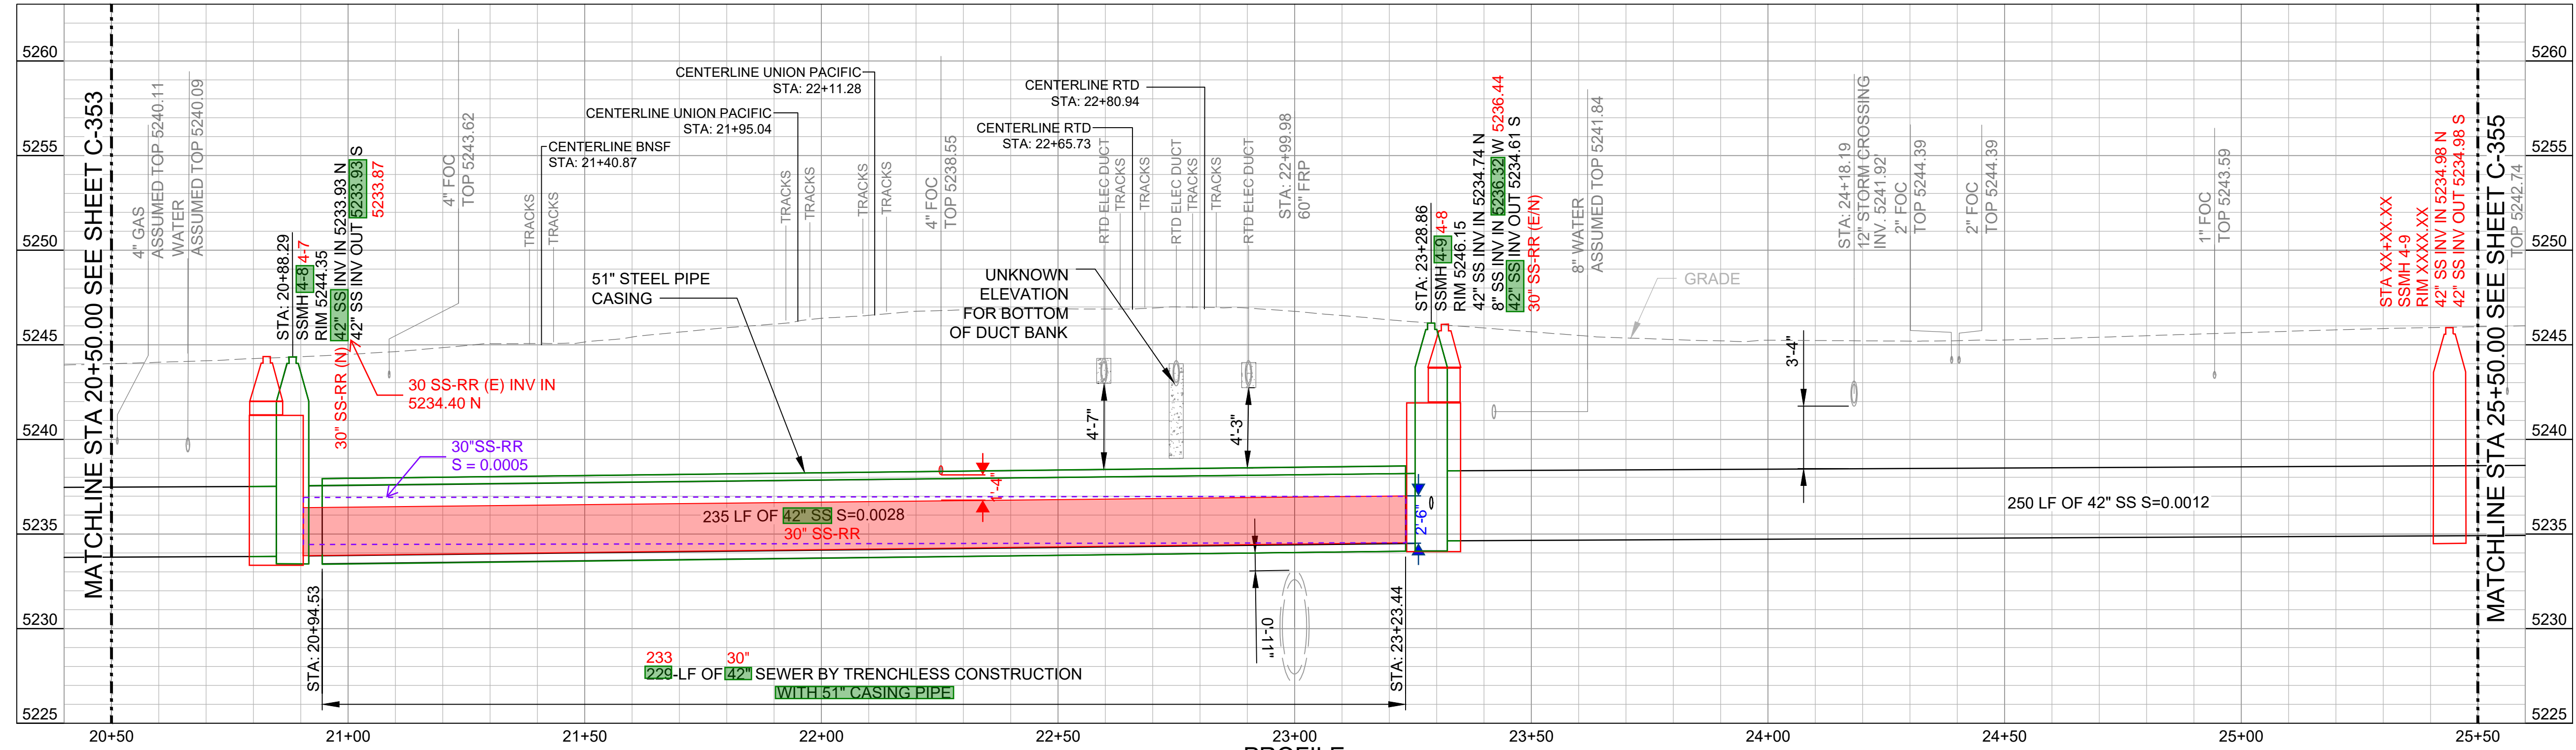 5260
5255
5250
5245
5240
5235
5230
5225
MATCHLINE STA 20+50.00 SEE SHEET C-353
4" GAS
ASSUMED TOP 5240.11
WATER
ASSUMED TOP 5240.09
STA: 20+88.29
SSMH 4-8 4-7
RIM 5244.35
42" SS INV IN 5233.93 N
42" SS INV OUT 5233.93 S
5233.87
30" SS-RR (N)
30 SS-RR (E) INV IN
5234.40 N
4" FOC
TOP 5243.62
30"SS-RR
S = 0.0005
TRACKS
TRACKS
CENTERLINE BNSF
STA: 21+40.87
CENTERLINE UNION PACIFIC
STA: 21+95.04
CENTERLINE UNION PACIFIC
STA: 22+11.28
51" STEEL PIPE
CASING
TRACKS
TRACKS
TRACKS
TRACKS
4" FOC
TOP 5238.55
CENTERLINE RTD
STA: 22+65.73
CENTERLINE RTD
STA: 22+80.94
UNKNOWN
ELEVATION
FOR BOTTOM
OF DUCT BANK
RTD ELEC DUCT
TRACKS
TRACKS
RTD ELEC DUCT
TRACKS
TRACKS
RTD ELEC DUCT
STA: 22+99.98
60" FRP
4'-7"
4'-3"
2'-6"
0'-11"
235 LF OF 42" SS S=0.0028
30" SS-RR
STA: 23+28.86
SSMH 4-9 4-8
RIM 5246.15
42" SS INV IN 5234.74 N
8" SS INV IN 5236.32 W 5236.44
42" SS INV OUT 5234.61 S
30" SS-RR (E/N)
8" WATER
ASSUMED TOP 5241.84
GRADE
3'-4"
STA: 24+18.19
12" STORM CROSSING
INV. 5241.92'
2" FOC
TOP 5244.39
2" FOC
TOP 5244.39
1" FOC
TOP 5243.59
250 LF OF 42" SS S=0.0012
STA XX+XX.XX
SSMH 4-9
RIM XXXX.XX
42" SS INV IN 5234.98 N
42" SS INV OUT 5234.98 S
MATCHLINE STA 25+50.00 SEE SHEET C-355
TOP 5242.74
5260
5255
5250
5245
5240
5235
5230
5225
STA: 20+94.53
STA: 23+23.44
233 30"
229-LF OF 42" SEWER BY TRENCHLESS CONSTRUCTION
WITH 51" CASING PIPE
20+50
21+00
21+50
22+00
22+50
23+00
23+50
24+00
24+50
25+00
25+50
PROFILE